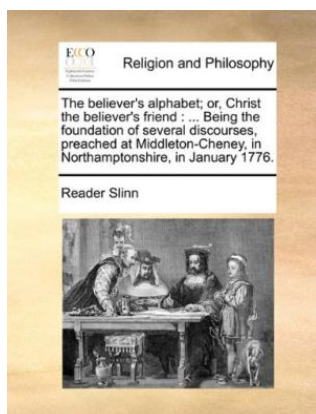 ECCO
Religion and Philosophy
The believer's alphabet; or, Christ
the believer's friend : ... Being the
foundation of several discourses,
preached at Middleton-Cheney, in
Northamptonshire, in January 1776.
Reader Slinn